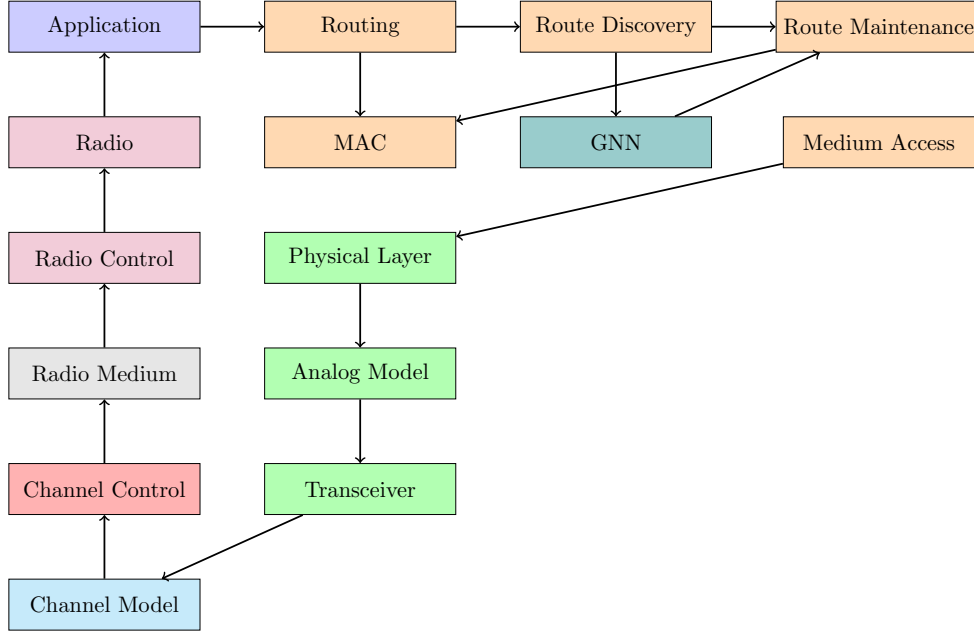 Application
Routing
Route Discovery
Route Maintenance
Radio
MAC
GNN
Medium Access
Radio Control
Physical Layer
Radio Medium
Analog Model
Channel Control
Transceiver
Channel Model